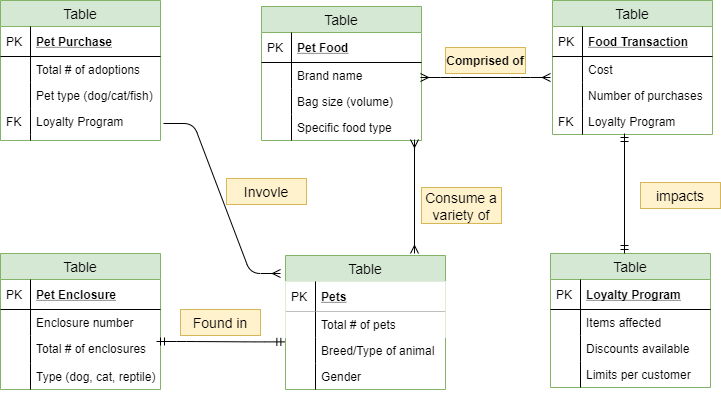 Table
PK Pet Purchase
Total # of adoptions
Pet type (dog/cat/fish)
FK Loyalty Program
Table
PK Pet Food
Brand name
Bag size (volume)
Specific food type
Comprised of
Table
PK Food Transaction
Cost
Number of purchases
FK Loyalty Program
Invovle
Consume a
variety of
impacts
Table
PK Pet Enclosure
Enclosure number
Total # of enclosures
Type (dog, cat, reptile)
Found in
Table
PK Pets
Total # of pets
Breed/Type of animal
Gender
Table
PK Loyalty Program
Items affected
Discounts available
Limits per customer